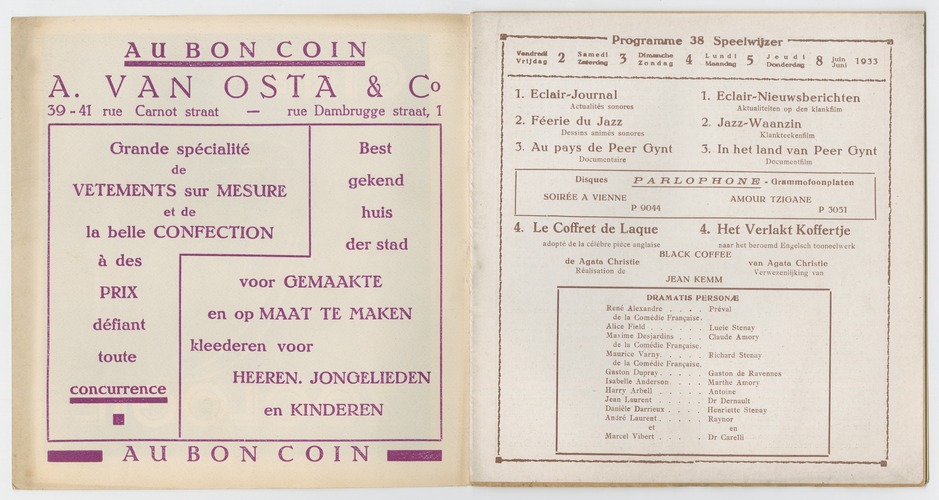 AU BON COIN
A. VAN OSTA & Co
39-41 rue Carnot straat — rue Dambrugge straat, 1
Grande spécialité
de
VETEMENTS sur MESURE
et de
la belle CONFECTION
à des
PRIX
défiant
toute
concurrence
Best
gekend
huis
der stad
voor GEMAAKTE
en op MAAT TE MAKEN
kleederen voor
HEEREN. JONGELIEDEN
en KINDEREN
AU BON COIN
Programme 38 Speelwijzer
Vendredi Vrijdag 2 Samedi Zaterdag 3 Dimanche Zondag 4 Lundi Maandag 5 Jeudi Donderdag 8 juin Juni 1933
1. Eclair-Journal
Actualités sonores
2. Féerie du Jazz
Dessins animés sonores
3. Au pays de Peer Gynt
Documentaire
1. Eclair-Nieuwsberichten
Aktualiteiten op den klankfilm
2. Jazz-Waanzin
Klankteekenfilm
3. In het land van Peer Gynt
Documentfilm
Disques PARLOPHONE - Grammofoonplaten
SOIRÉE A VIENNE
P 9044
AMOUR TZIGANE
P 3051
4. Le Coffret de Laque
adopté de la célèbre pièce anglaise
4. Het Verlakt Koffertje
naar het beroemd Engelsch tooneelwerk
BLACK COFFEE
de Agata Christie
van Agata Christie
Réalisation de
Verwezenlijking van
JEAN KEMM
DRAMATIS PERSONÆ
René Alexandre . . . . Préval
de la Comédie Française.
Alice Field . . . . . . Lucie Stenay
Maxime Desjardins . . . Claude Amory
de la Comédie Française.
Maurice Varny. . . . . Richard Stenay
de la Comédie Française.
Gaston Dupray. . . . . Gaston de Ravennes
Isabelle Anderson. . . . Marthe Amory
Harry Arbell . . . . . Antoine
Jean Laurent . . . . . Dr Dernault
Danièle Darrieux . . . . Henriette Stenay
André Laurent. . . . . Raynor
et en
Marcel Vibert . . . . . Dr Carelli